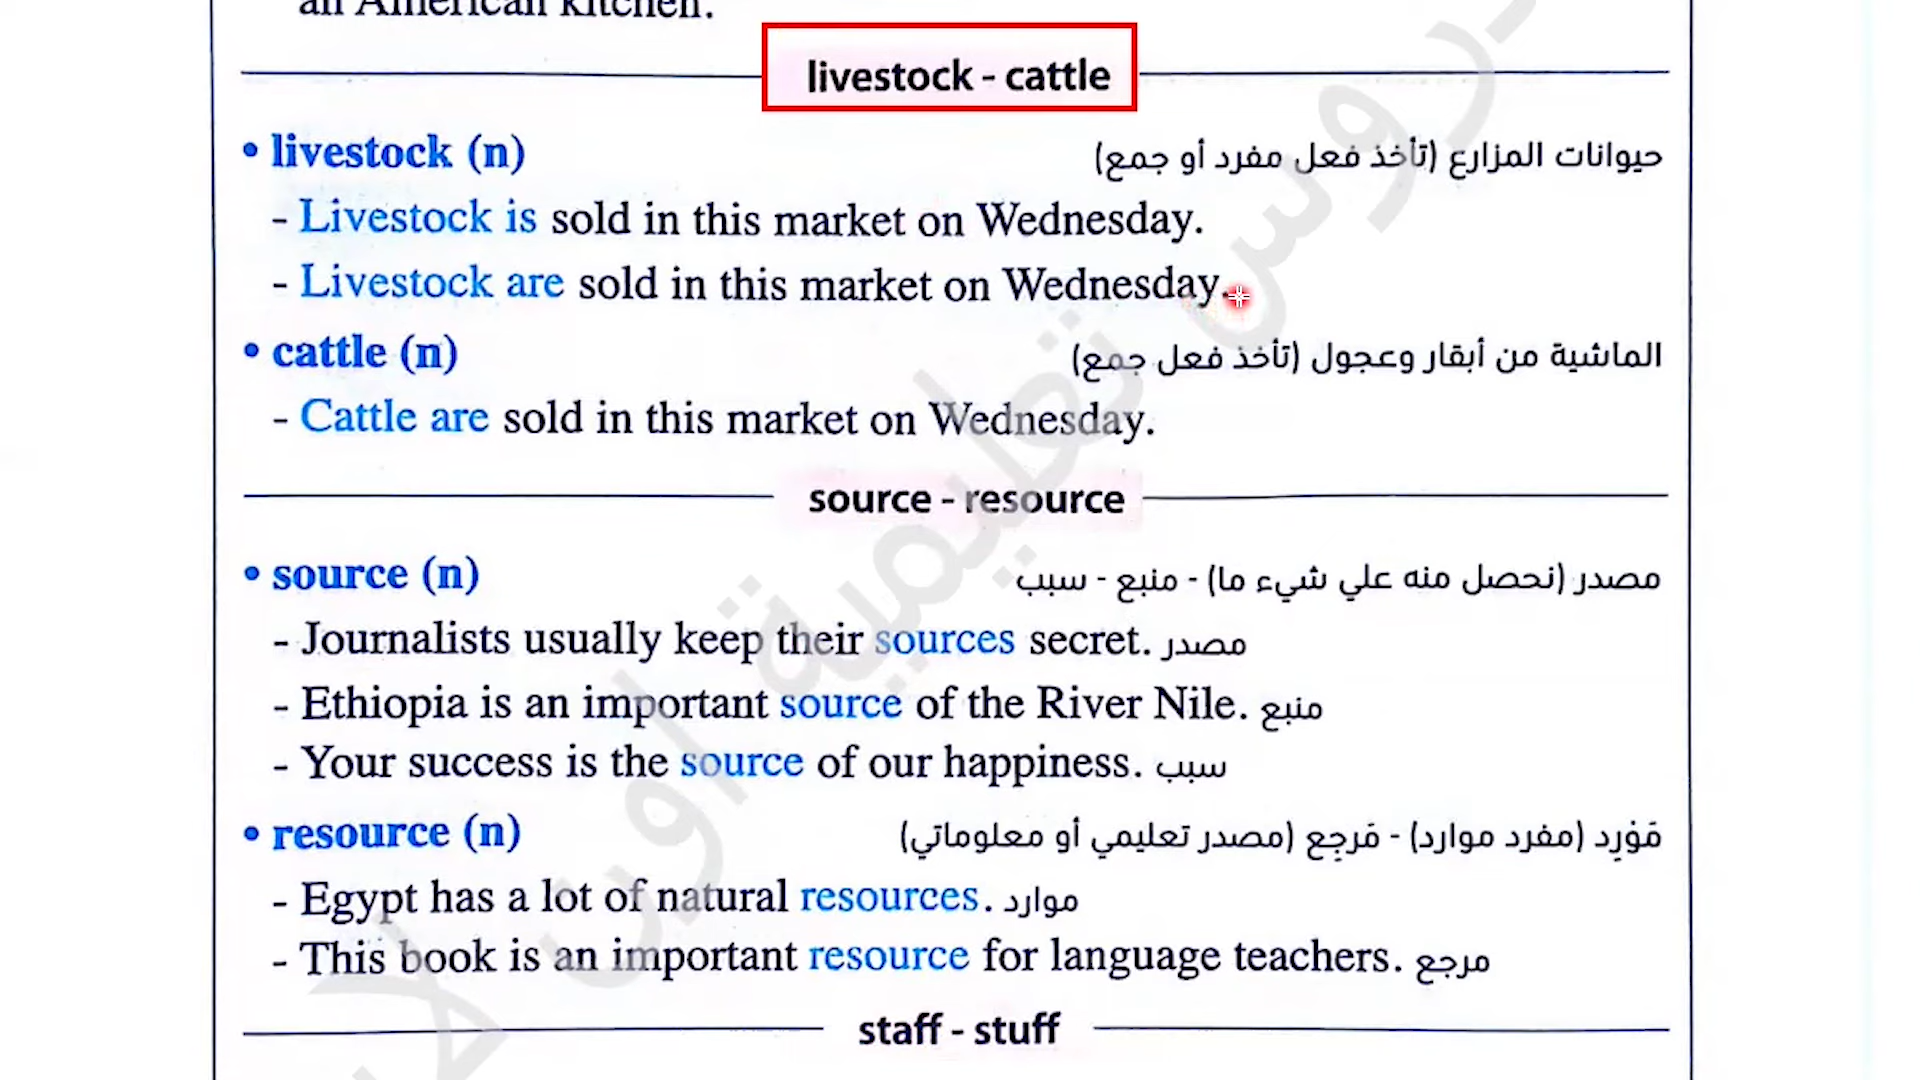 an American kitchen.
livestock - cattle
• livestock (n) حيوانات المزارع (تأخذ فعل مفرد أو جمع)
- Livestock is sold in this market on Wednesday.
- Livestock are sold in this market on Wednesday.
• cattle (n) الماشية من أبقار وعجول (تأخذ فعل جمع)
- Cattle are sold in this market on Wednesday.
source - resource
• source (n) مصدر (نحصل منه علي شيء ما) - منبع - سبب
- Journalists usually keep their sources secret. مصدر
- Ethiopia is an important source of the River Nile. منبع
- Your success is the source of our happiness. سبب
• resource (n) مَوْرِد (مفرد موارد) - مَرجِع (مصدر تعليمي أو معلوماتي)
- Egypt has a lot of natural resources. موارد
- This book is an important resource for language teachers. مرجع
staff - stuff